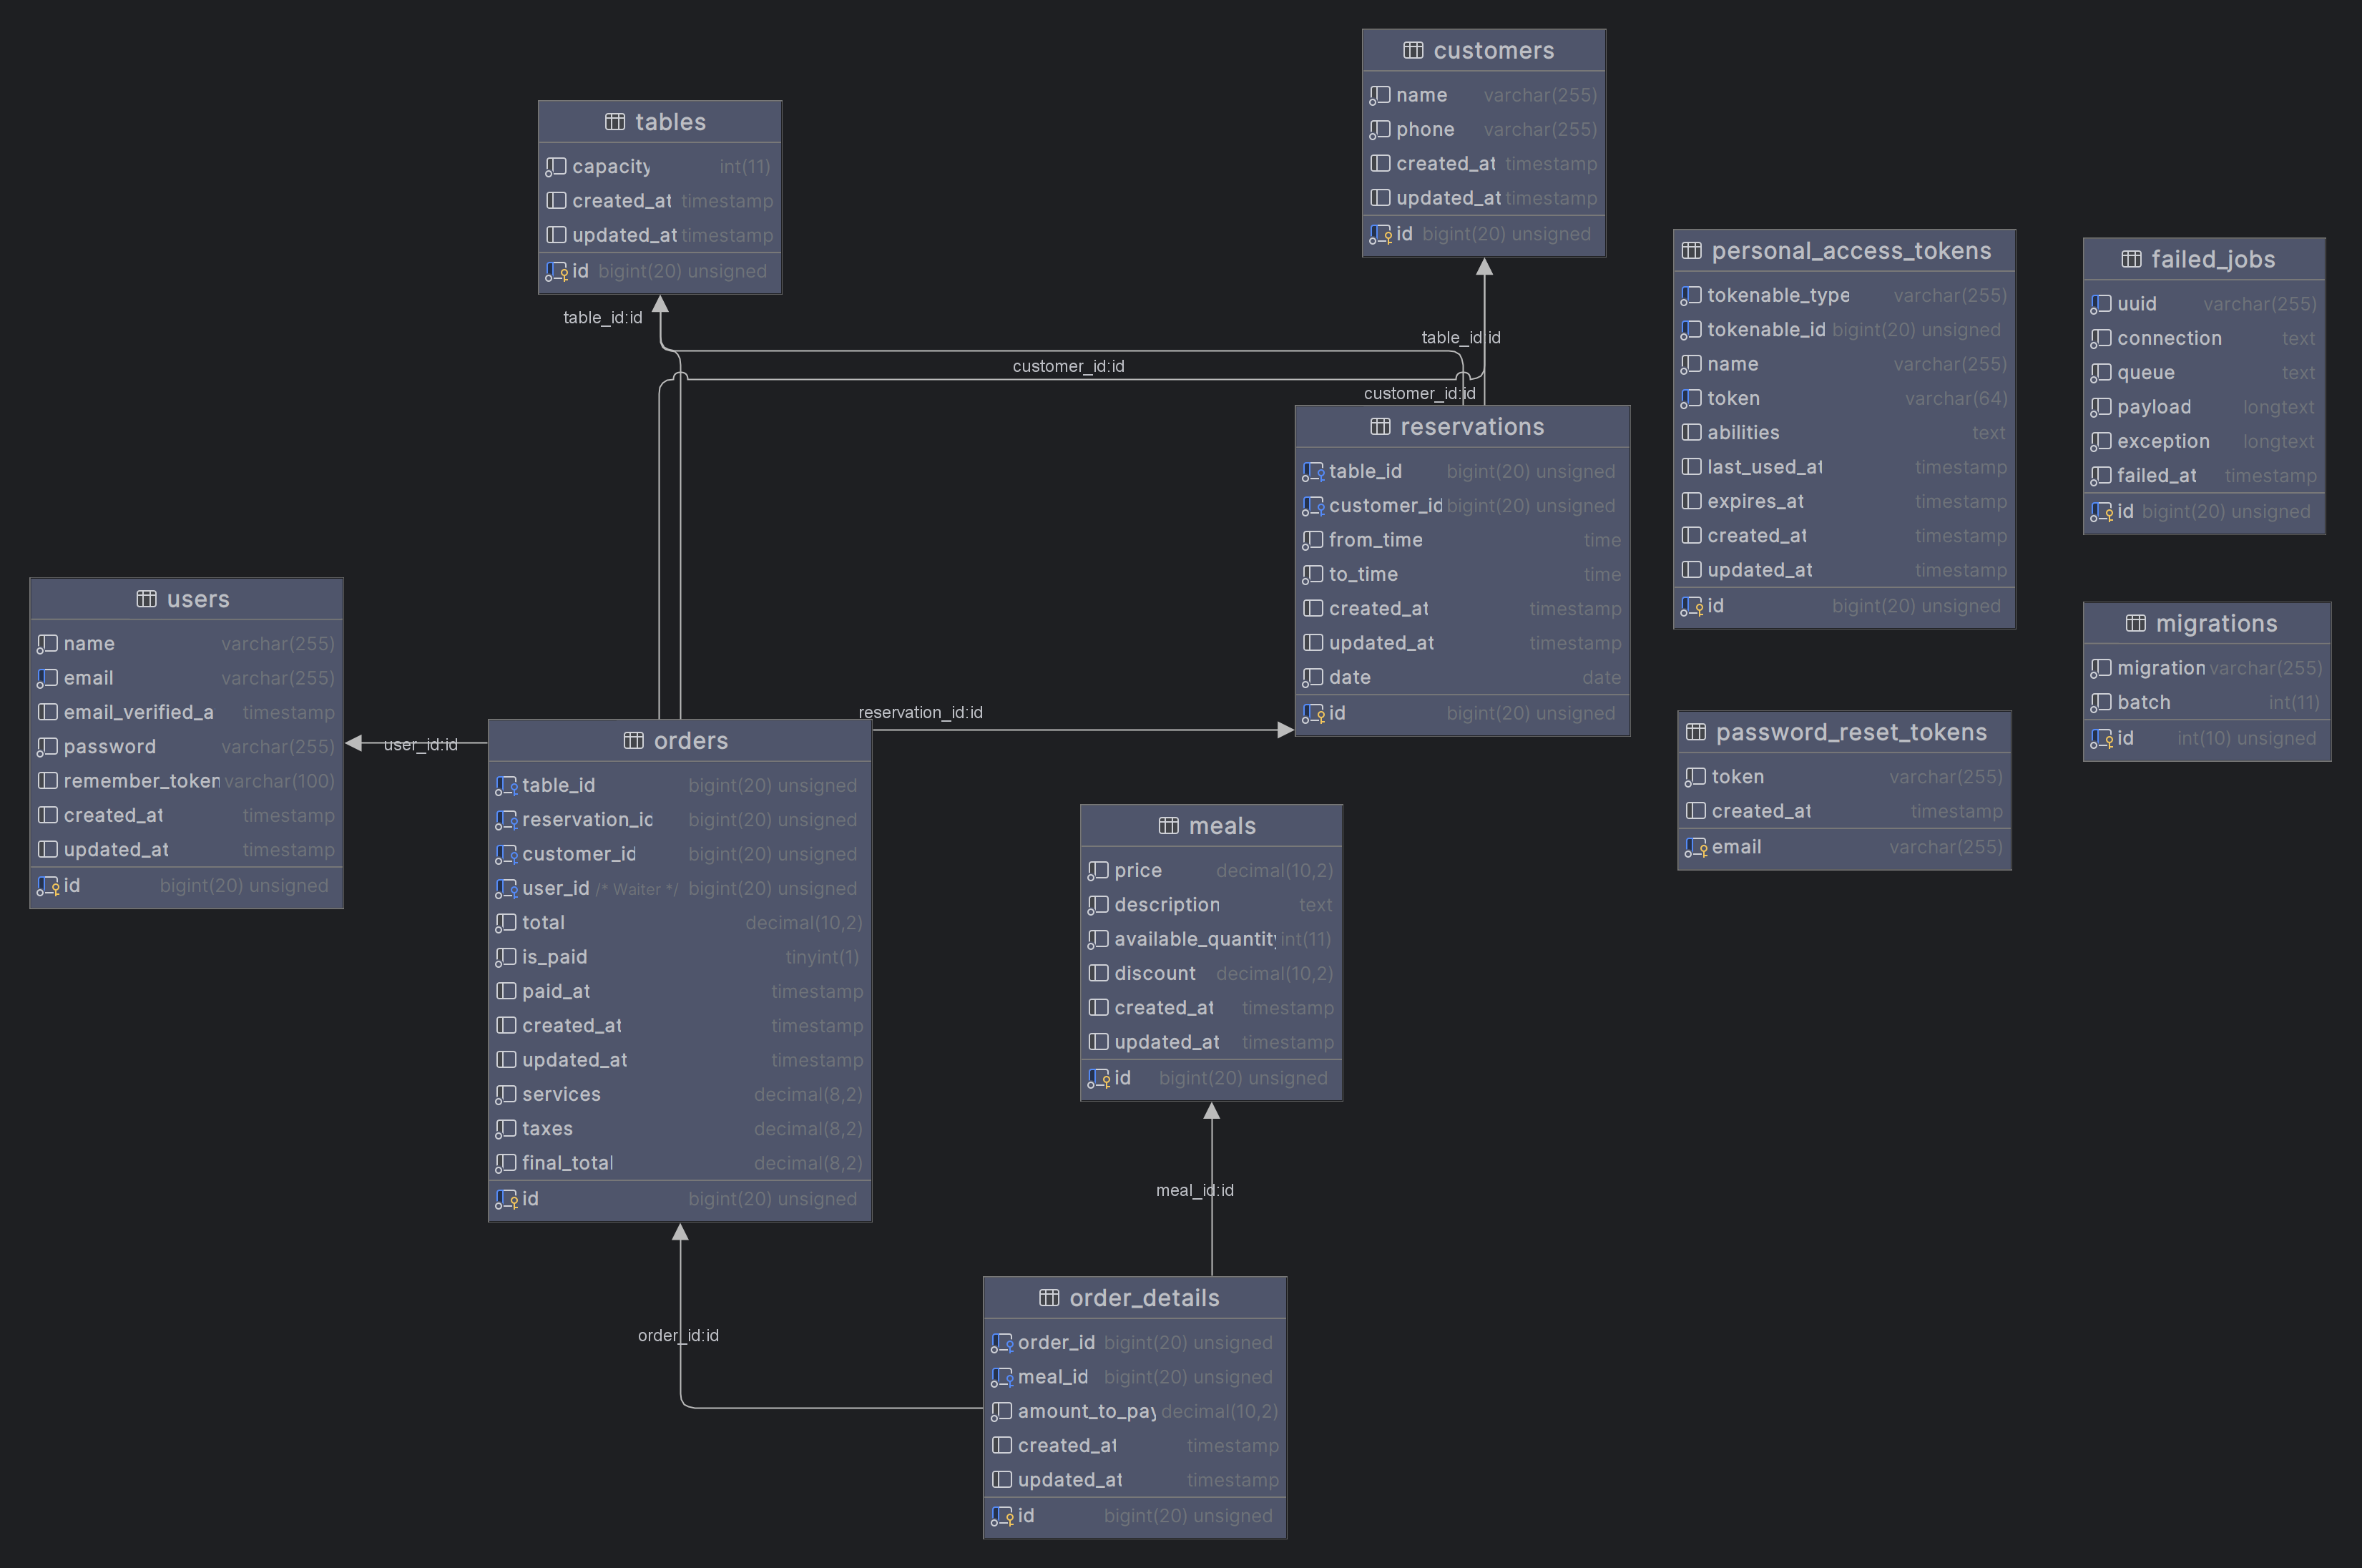 customers
name varchar(255)
phone varchar(255)
created_at timestamp
updated_at timestamp
id bigint(20) unsigned
tables
capacity int(11)
created_at timestamp
updated_at timestamp
id bigint(20) unsigned
table_id:id
table_id:id
customer_id:id
customer_id:id
personal_access_tokens
tokenable_type varchar(255)
tokenable_id bigint(20) unsigned
name varchar(255)
token varchar(64)
abilities text
last_used_at timestamp
expires_at timestamp
created_at timestamp
updated_at timestamp
id bigint(20) unsigned
failed_jobs
uuid varchar(255)
connection text
queue text
payload longtext
exception longtext
failed_at timestamp
id bigint(20) unsigned
reservations
table_id bigint(20) unsigned
customer_id bigint(20) unsigned
from_time time
to_time time
created_at timestamp
updated_at timestamp
date date
id bigint(20) unsigned
users
name varchar(255)
email varchar(255)
email_verified_a timestamp
password varchar(255)
remember_token varchar(100)
created_at timestamp
updated_at timestamp
id bigint(20) unsigned
user_id:id
reservation_id:id
migrations
migration varchar(255)
batch int(11)
id int(10) unsigned
password_reset_tokens
token varchar(255)
created_at timestamp
email varchar(255)
orders
table_id bigint(20) unsigned
reservation_id bigint(20) unsigned
customer_id bigint(20) unsigned
user_id /* Waiter */ bigint(20) unsigned
total decimal(10,2)
is_paid tinyint(1)
paid_at timestamp
created_at timestamp
updated_at timestamp
services decimal(8,2)
taxes decimal(8,2)
final_total decimal(8,2)
id bigint(20) unsigned
meals
price decimal(10,2)
description text
available_quantity int(11)
discount decimal(10,2)
created_at timestamp
updated_at timestamp
id bigint(20) unsigned
meal_id:id
order_id:id
order_details
order_id bigint(20) unsigned
meal_id bigint(20) unsigned
amount_to_pay decimal(10,2)
created_at timestamp
updated_at timestamp
id bigint(20) unsigned